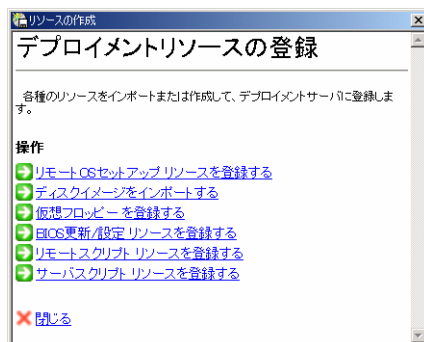 リソースの作成
デプロイメントリソースの登録
各種のリソースをインポートまたは作成して、デプロイメントサーバに登録しま
す。
操作
リモートOSセットアップ リソースを登録する
ディスクイメージをインポートする
仮想フロッピー を登録する
BIOS更新/設定 リソースを登録する
リモートスクリプト リソースを登録する
サーバスクリプト リソースを登録する
閉じる